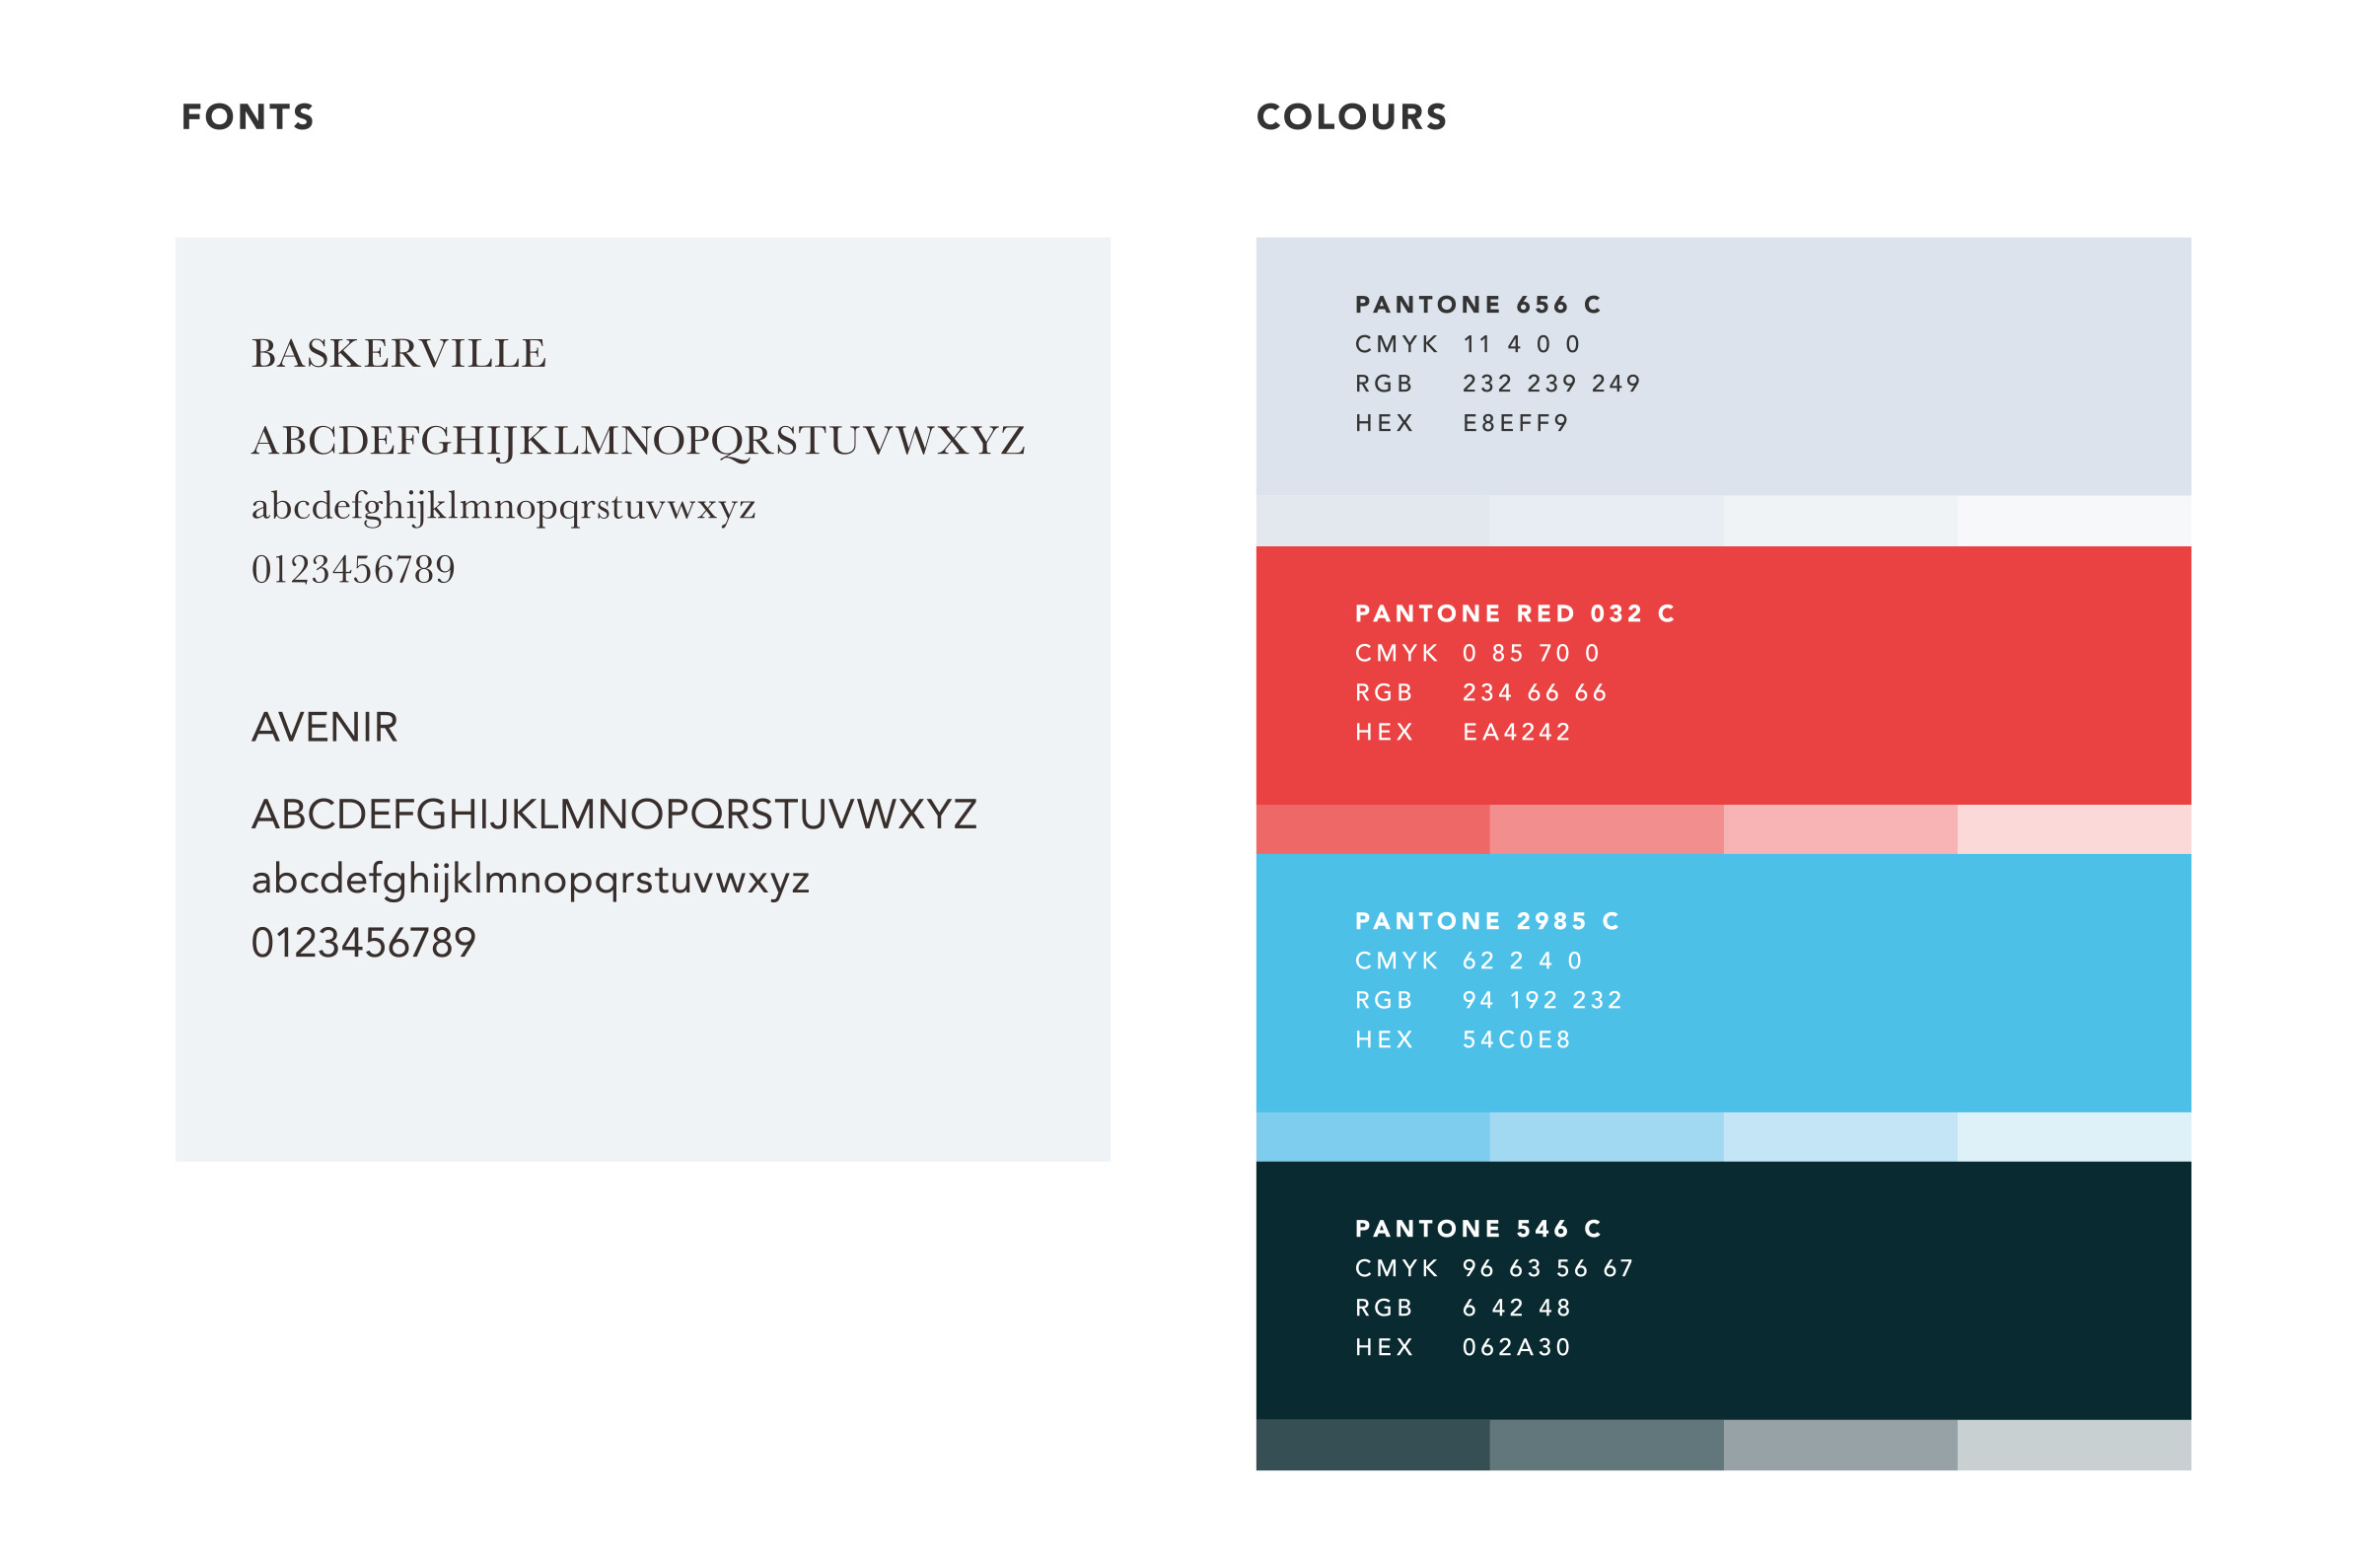 FONTS
BASKERVILLE
ABCDEFGHIJKLMNOPQRSTUVWXYZ
abcdefghijklmnopqrstuvwxyz
0123456789
AVENIR
ABCDEFGHIJKLMNOPQRSTUVWXYZ
abcdefghijklmnopqrstuvwxyz
0123456789
COLOURS
PANTONE 656 C
CMYK 11 4 0 0
RGB 232 239 249
HEX E8EFF9
PANTONE RED 032 C
CMYK 0 85 70 0
RGB 234 66 66
HEX EA4242
PANTONE 2985 C
CMYK 62 2 4 0
RGB 94 192 232
HEX 54C0E8
PANTONE 546 C
CMYK 96 63 56 67
RGB 6 42 48
HEX 062A30